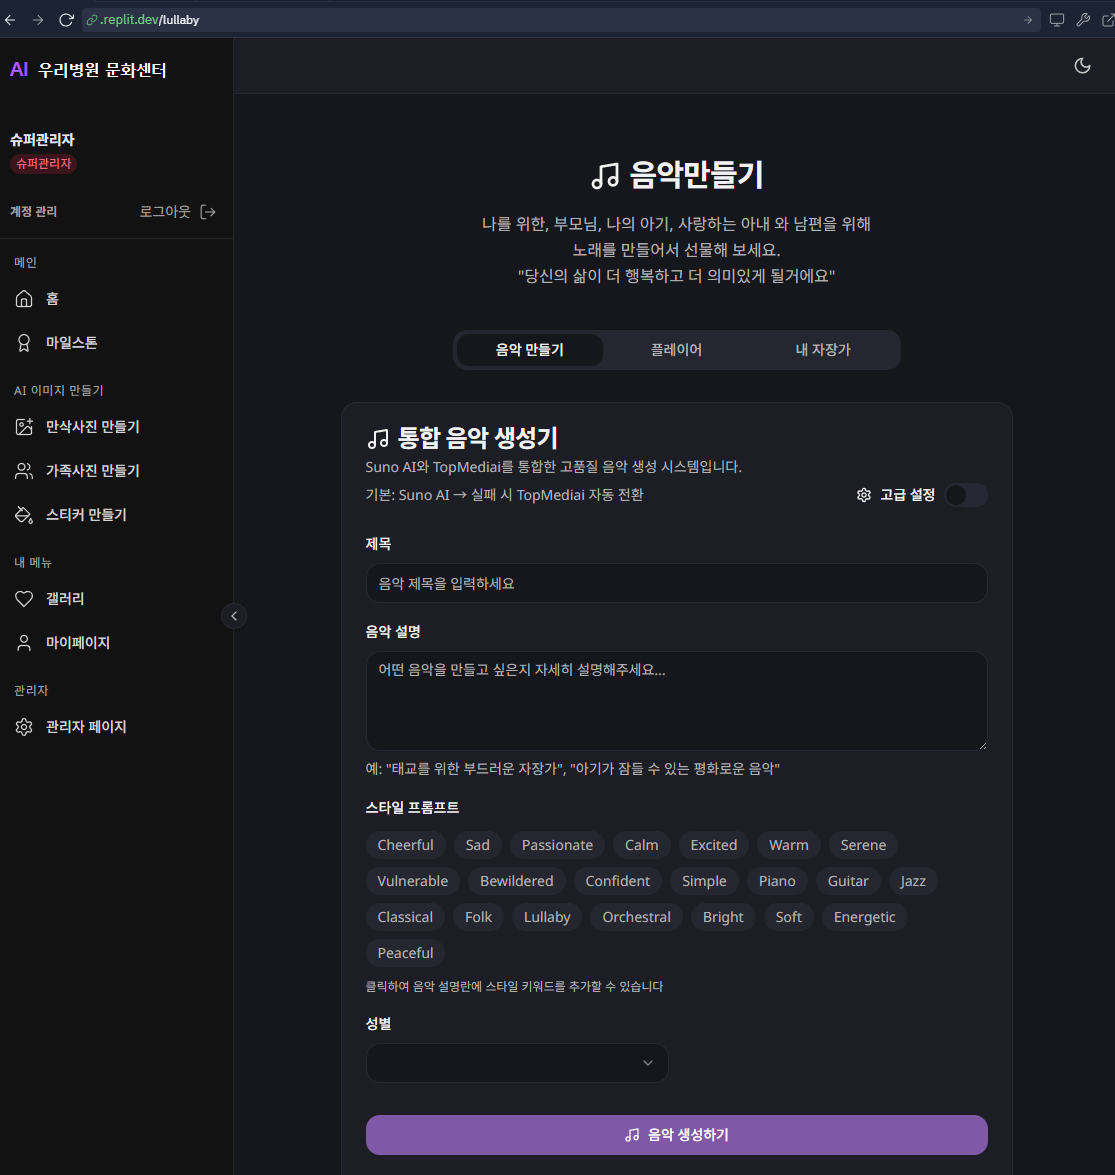 .replit.dev/lullaby
AI 우리병원 문화센터
슈퍼관리자
슈퍼관리자
계정 관리
로그아웃
메인
홈
마일스톤
AI 이미지 만들기
만삭사진 만들기
가족사진 만들기
스티커 만들기
내 메뉴
갤러리
마이페이지
관리자
관리자 페이지
음악만들기
나를 위한, 부모님, 나의 아기, 사랑하는 아내 와 남편을 위해
노래를 만들어서 선물해 보세요.
"당신의 삶이 더 행복하고 더 의미있게 될거에요"
음악 만들기 플레이어 내 자장가
통합 음악 생성기
Suno AI와 TopMediai를 통합한 고품질 음악 생성 시스템입니다.
기본: Suno AI → 실패 시 TopMediai 자동 전환
고급 설정
제목
음악 제목을 입력하세요
음악 설명
어떤 음악을 만들고 싶은지 자세히 설명해주세요...
예: "태교를 위한 부드러운 자장가", "아기가 잠들 수 있는 평화로운 음악"
스타일 프롬프트
Cheerful Sad Passionate Calm Excited Warm Serene
Vulnerable Bewildered Confident Simple Piano Guitar Jazz
Classical Folk Lullaby Orchestral Bright Soft Energetic
Peaceful
클릭하여 음악 설명란에 스타일 키워드를 추가할 수 있습니다
성별
음악 생성하기